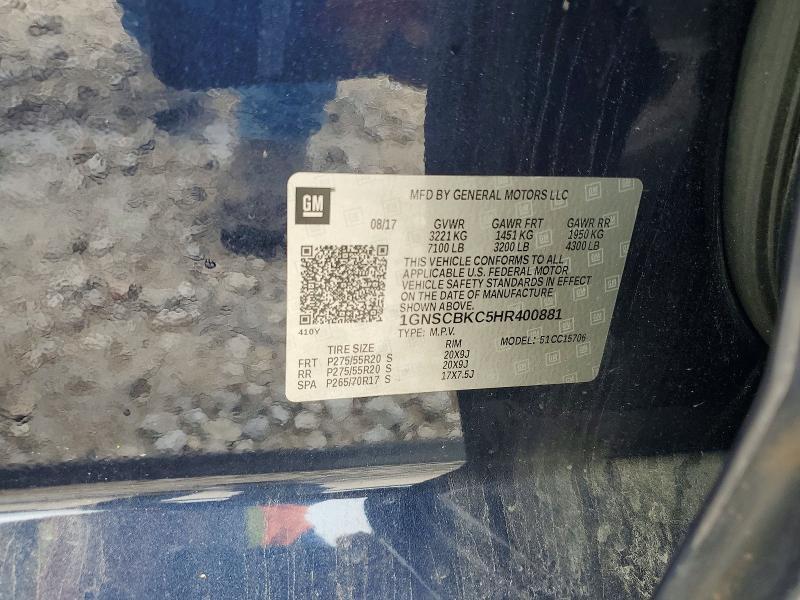 GM
MFD BY GENERAL MOTORS LLC
08/17 GVWR GAWR FRT GAWR RR
3221 KG 1451 KG 1950 KG
7100 LB 3200 LB 4300 LB
THIS VEHICLE CONFORMS TO ALL
APPLICABLE U.S. FEDERAL MOTOR
VEHICLE SAFETY STANDARDS IN EFFECT
ON THE DATE OF MANUFACTURE
SHOWN ABOVE.
1GNSCBKC5HR400881
410Y
TYPE: M.P.V. MODEL: 51CC15706
TIRE SIZE RIM
FRT P275/55R20 S 20X9J
RR P275/55R20 S 20X9J
SPA P265/70R17 S 17X7.5J